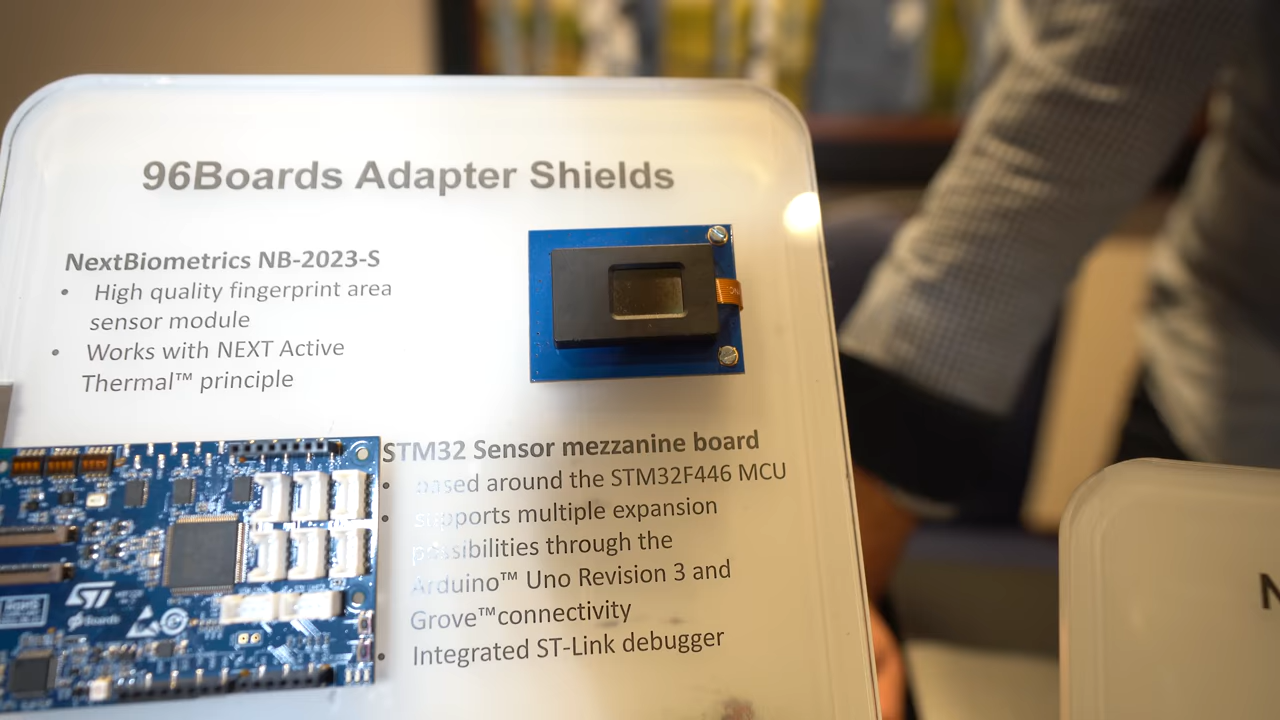 96Boards Adapter Shields
NextBiometrics NB-2023-S
• High quality fingerprint area
sensor module
• Works with NEXT Active
Thermal™ principle
STM32 Sensor mezzanine board
• based around the STM32F446 MCU
• supports multiple expansion
possibilities through the
Arduino™ Uno Revision 3 and
Grove™connectivity
• Integrated ST-Link debugger
ST
N